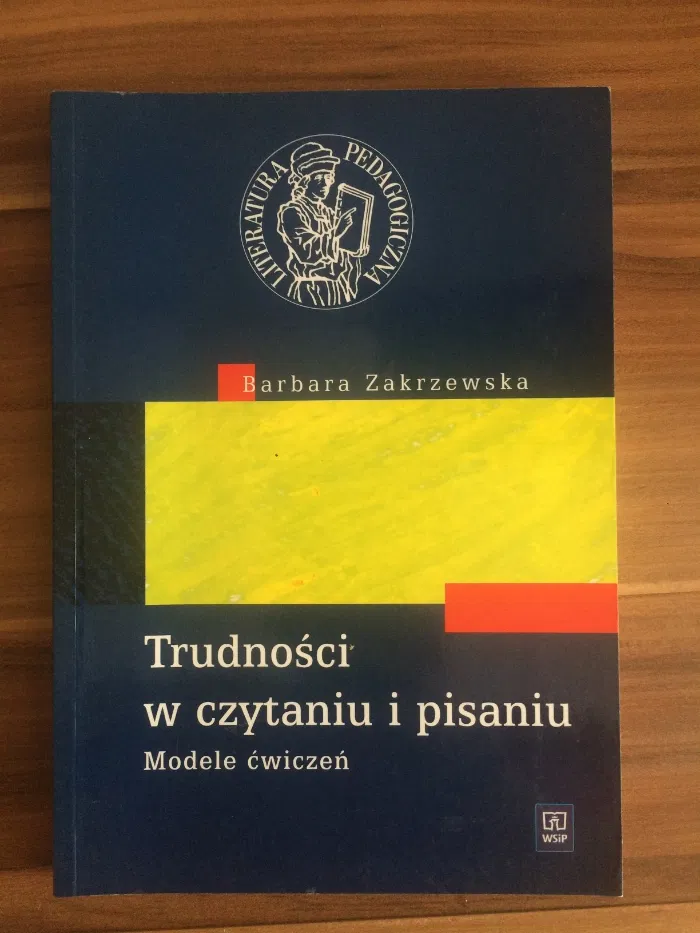 LITERATURA PEDAGOGICZNA
Barbara Zakrzewska
Trudności
w czytaniu i pisaniu
Modele ćwiczeń
WSiP